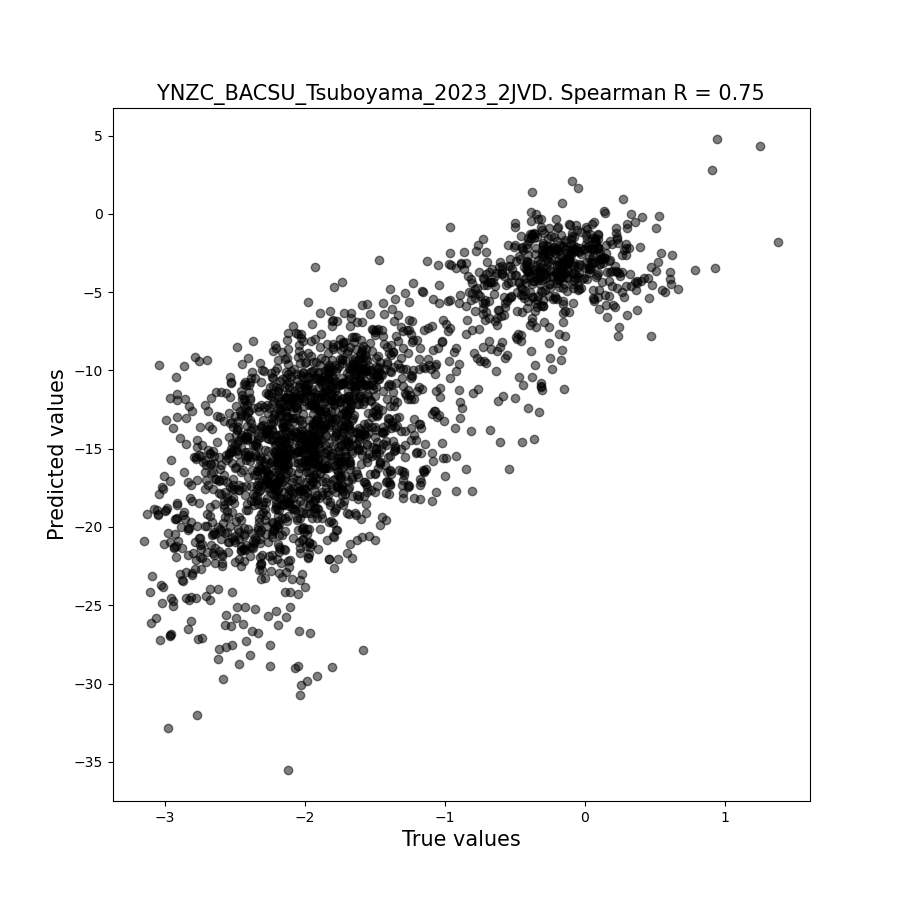 YNZC_BACSU_Tsuboyama_2023_2JVD. Spearman R = 0.75
5
0
−5
−10
−15
−20
−25
−30
−35
Predicted values
−3 −2 −1 0 1
True values